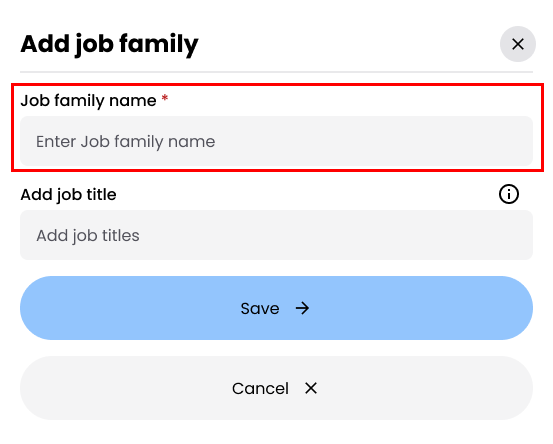 Add job family
Job family name *
Enter Job family name
Add job title
Add job titles
Save
Cancel